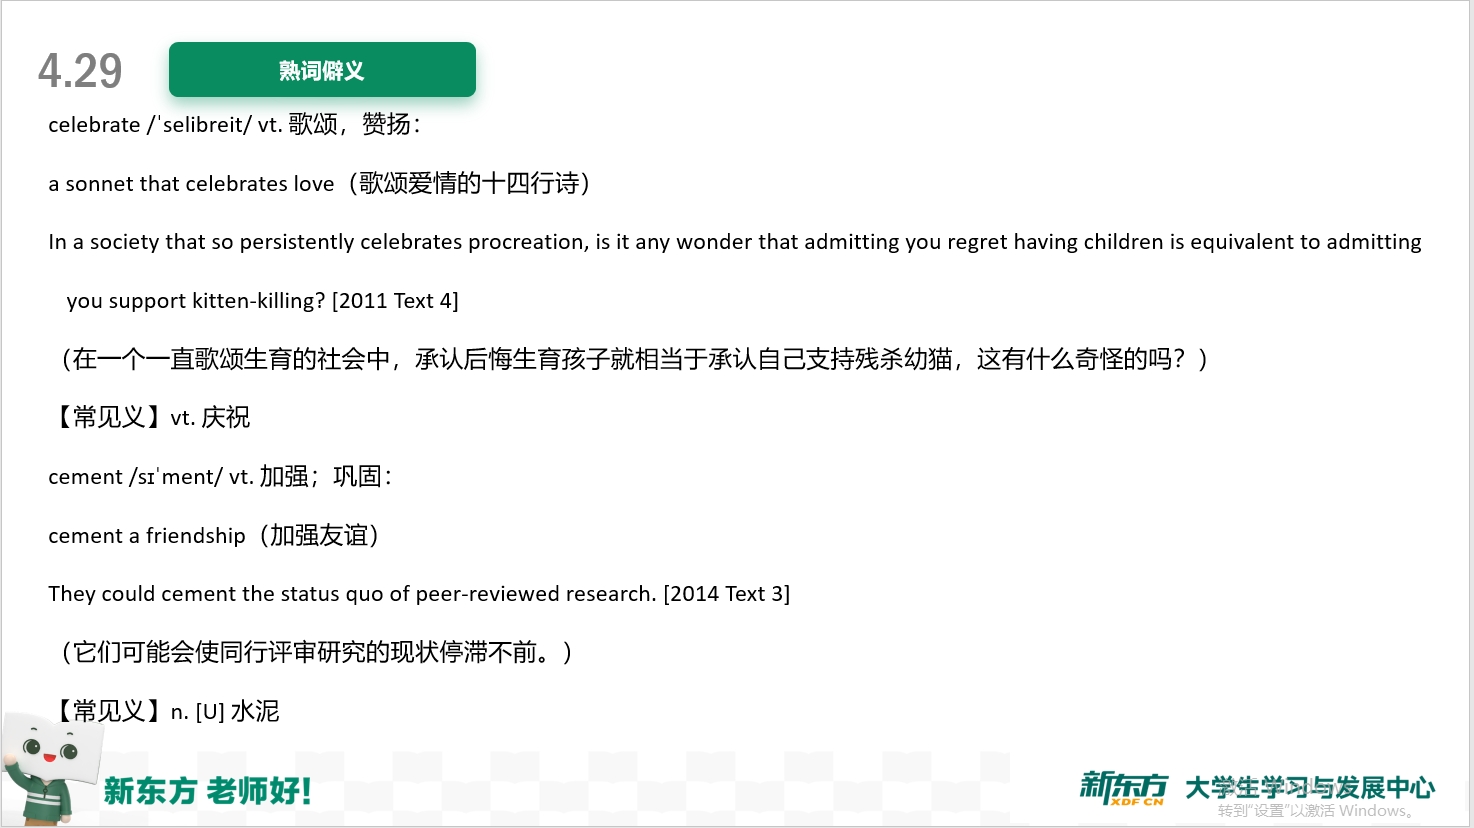 4.29
熟词僻义
celebrate /ˈselibreit/ vt. 歌颂，赞扬：
a sonnet that celebrates love（歌颂爱情的十四行诗）
In a society that so persistently celebrates procreation, is it any wonder that admitting you regret having children is equivalent to admitting
you support kitten-killing? [2011 Text 4]
（在一个一直歌颂生育的社会中，承认后悔生育孩子就相当于承认自己支持残杀幼猫，这有什么奇怪的吗？）
【常见义】vt. 庆祝
cement /sɪˈment/ vt. 加强；巩固：
cement a friendship（加强友谊）
They could cement the status quo of peer-reviewed research. [2014 Text 3]
（它们可能会使同行评审研究的现状停滞不前。）
【常见义】n. [U] 水泥
新东方 老师好！
新东方 XDF.CN 大学生学习与发展中心
激活 Windows
转到“设置”以激活 Windows。